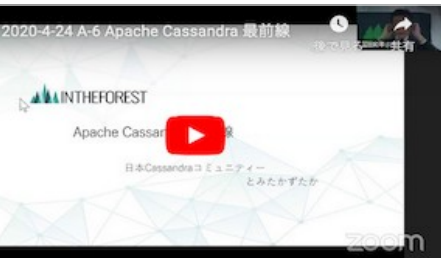 2020-4-24 A-6 Apache Cassandra 最前線
後で見る
共有
INTHEFOREST
Apache Cassan
線
日本Cassandraコミュニティー
とみたかずたか
zoom